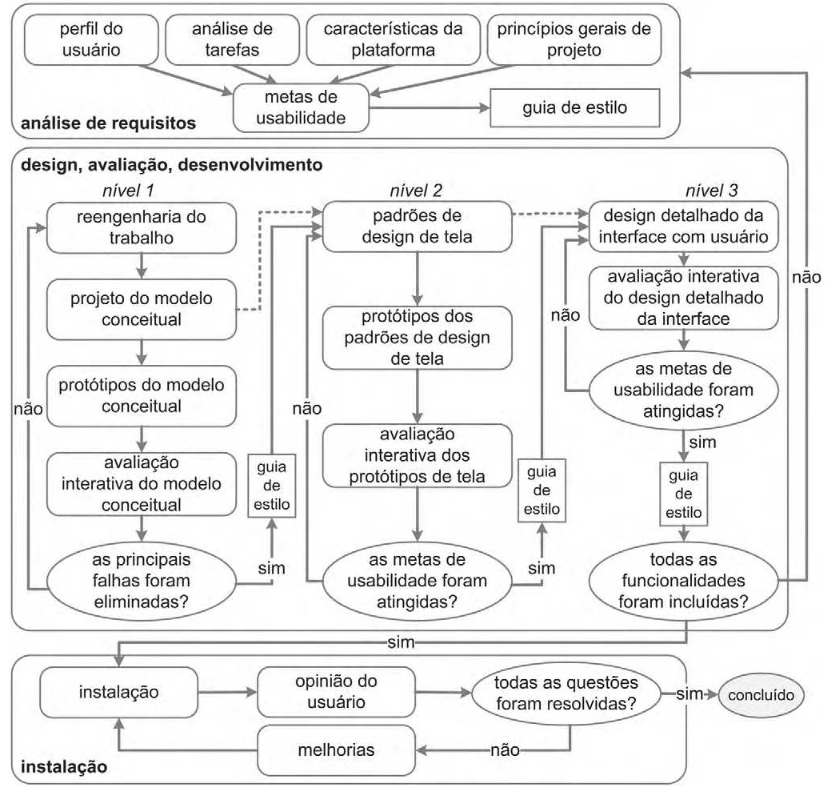 perfil do
usuário
análise de
tarefas
características da
plataforma
princípios gerais de
projeto
metas de
usabilidade
guia de estilo
análise de requisitos
design, avaliação, desenvolvimento
nível 1
reengenharia do
trabalho
projeto do modelo
conceitual
protótipos do modelo
conceitual
avaliação
interativa do modelo
conceitual
as principais
falhas foram
eliminadas?
não
sim
guia
de
estilo
nível 2
padrões de
design de tela
protótipos dos
padrões de design
de tela
avaliação
interativa dos
protótipos de tela
as metas de
usabilidade foram
atingidas?
não
sim
guia
de
estilo
nível 3
design detalhado da
interface com usuário
avaliação interativa
do design detalhado
da interface
as metas de
usabilidade foram
atingidas?
não
sim
guia
de
estilo
todas as
funcionalidades
foram incluídas?
não
sim
instalação
opinião do
usuário
todas as questões
foram resolvidas?
sim
concluído
não
melhorias
instalação